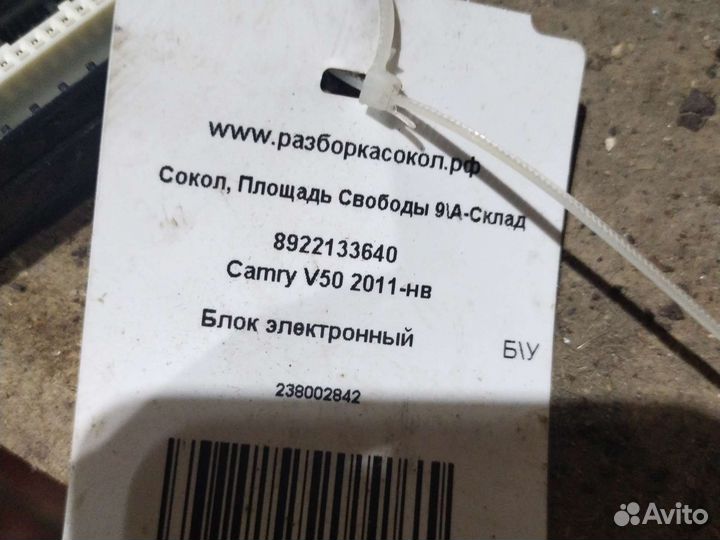 www.разборкасокол.рф
Сокол, Площадь Свободы 9\А-Склад
8922133640
Camry V50 2011-нв
Блок электронный
Б\У
238002842
Avito